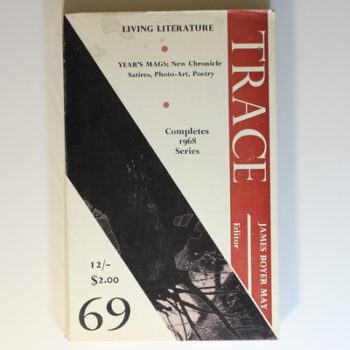 LIVING LITERATURE
YEAR'S MAGS; New Chronicle
Satires, Photo-Art, Poetry
Completes
1968
Series
TRACE
JAMES BOYER MAY
Editor
12/-
$2.00
69